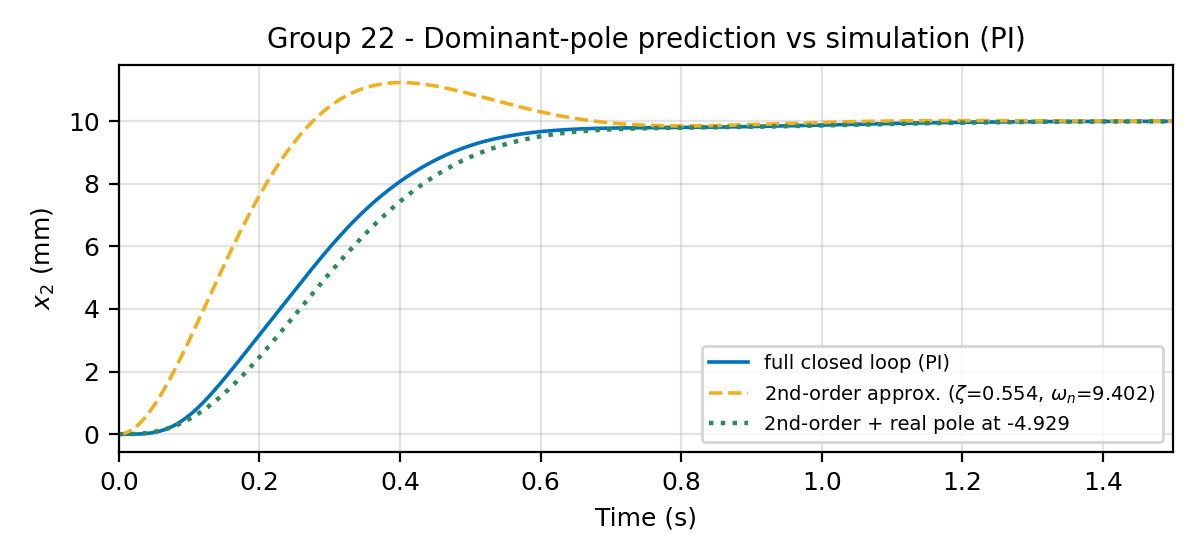 Group 22 - Dominant-pole prediction vs simulation (PI)
x₂ (mm)
10
8
6
4
2
0
full closed loop (PI)
2nd-order approx. (ζ=0.554, ωₙ=9.402)
2nd-order + real pole at -4.929
0.0 0.2 0.4 0.6 0.8 1.0 1.2 1.4
Time (s)